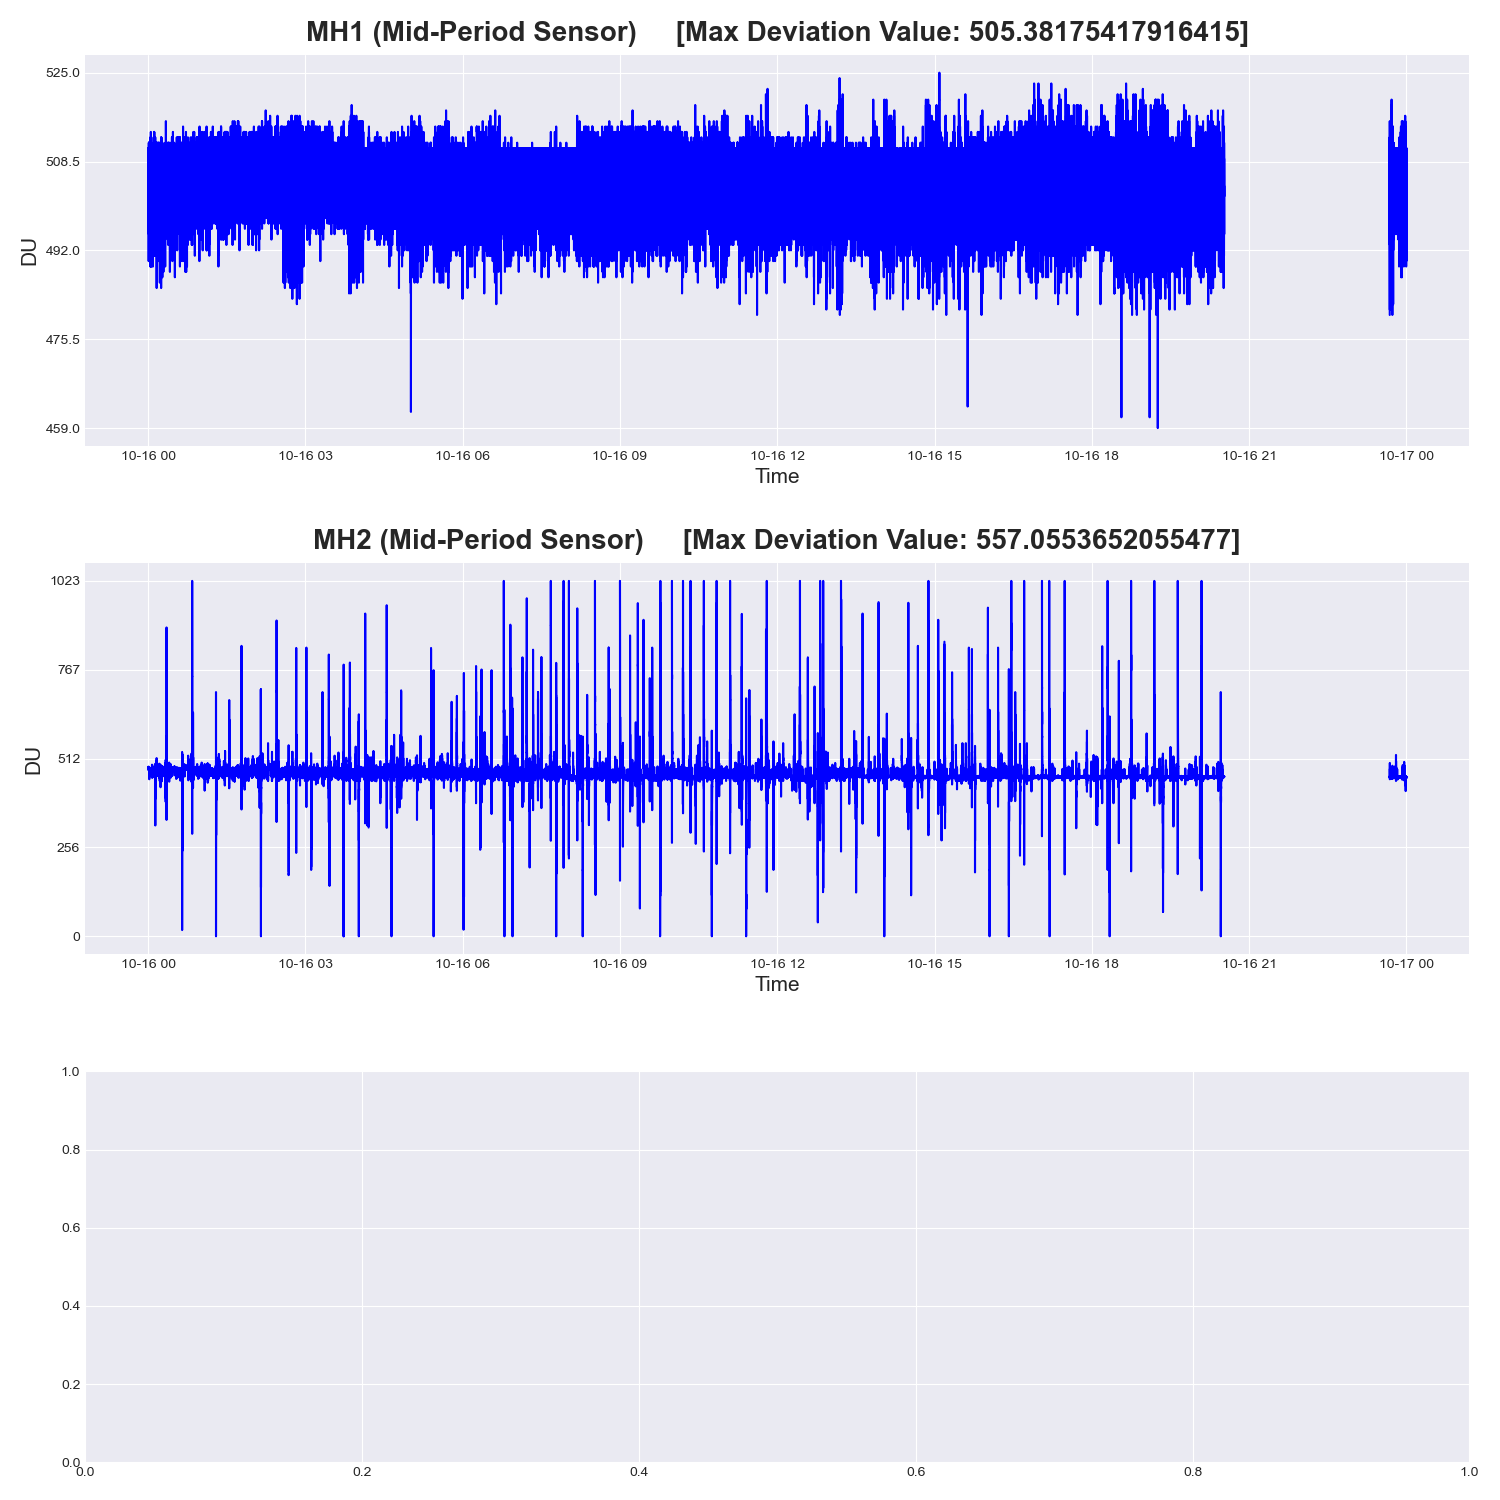 MH1 (Mid-Period Sensor) [Max Deviation Value: 505.38175417916415]
525.0
508.5
492.0
475.5
459.0
DU
10-16 00 10-16 03 10-16 06 10-16 09 10-16 12 10-16 15 10-16 18 10-16 21 10-17 00
Time
MH2 (Mid-Period Sensor) [Max Deviation Value: 557.0553652055477]
1023
767
512
256
0
DU
10-16 00 10-16 03 10-16 06 10-16 09 10-16 12 10-16 15 10-16 18 10-16 21 10-17 00
Time
1.0
0.8
0.6
0.4
0.2
0.0
0.0 0.2 0.4 0.6 0.8 1.0